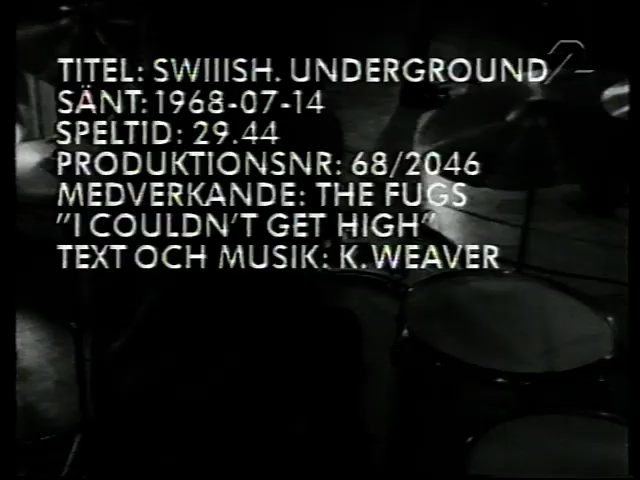 TITEL: SWIIISH. UNDERGROUND
SÄNT: 1968-07-14
SPELTID: 29.44
PRODUKTIONSNR: 68/2046
MEDVERKANDE: THE FUGS
"I COULDN'T GET HIGH"
TEXT OCH MUSIK: K.WEAVER
2